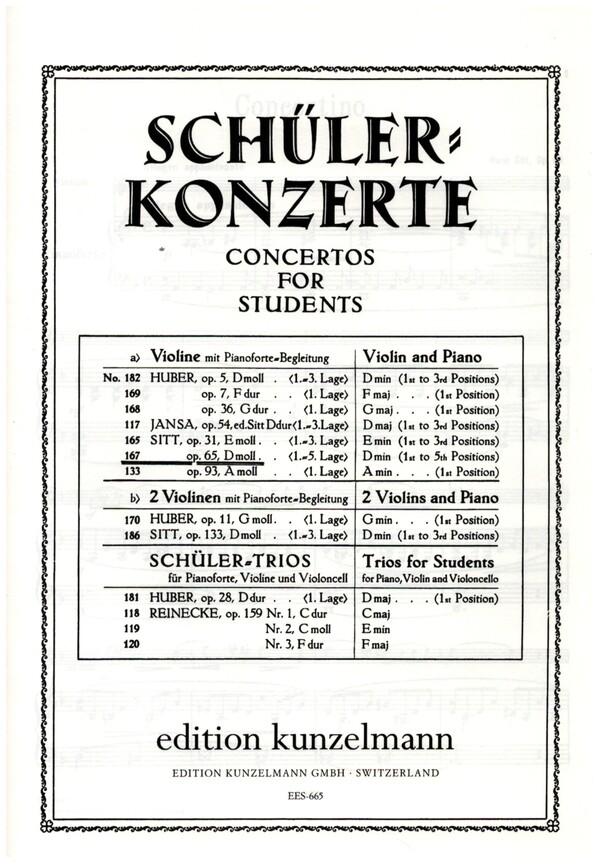 SCHÜLER-
KONZERTE
CONCERTOS
FOR
STUDENTS
a) Violine mit Pianoforte-Begleitung Violin and Piano
No. 182 HUBER, op. 5, D moll . (1.-3. Lage) D min (1st to 3rd Positions)
169 op. 7, F dur . . (1. Lage) F maj . . . (1st Position)
168 op. 36, G dur . . (1. Lage) G maj . . . (1st Position)
117 JANSA, op. 54, ed. Sitt D dur (1.-3. Lage) D maj (1st to 3rd Positions)
165 SITT, op. 31, E moll . . (1.-3. Lage) E min (1st to 3rd Positions)
167 op. 65, D moll . . (1.-5. Lage) D min (1st to 5th Positions)
133 op. 93, A moll . . (1. Lage) A min . . . (1st Position)
b) 2 Violinen mit Pianoforte-Begleitung 2 Violins and Piano
170 HUBER, op. 11, G moll . . (1. Lage) G min . . . (1st Position)
186 SITT, op. 133, D moll . . (1.-3. Lage) D min (1st to 3rd Positions)
SCHÜLER-TRIOS Trios for Students
für Pianoforte, Violine und Violoncell for Piano, Violin and Violoncello
181 HUBER, op. 28, D dur . . (1. Lage) D maj . . . (1st Position)
118 REINECKE, op. 159 Nr. 1, C dur C maj
119 Nr. 2, C moll E min
120 Nr. 3, F dur F maj
edition kunzelmann
EDITION KUNZELMANN GMBH · SWITZERLAND
EES-665